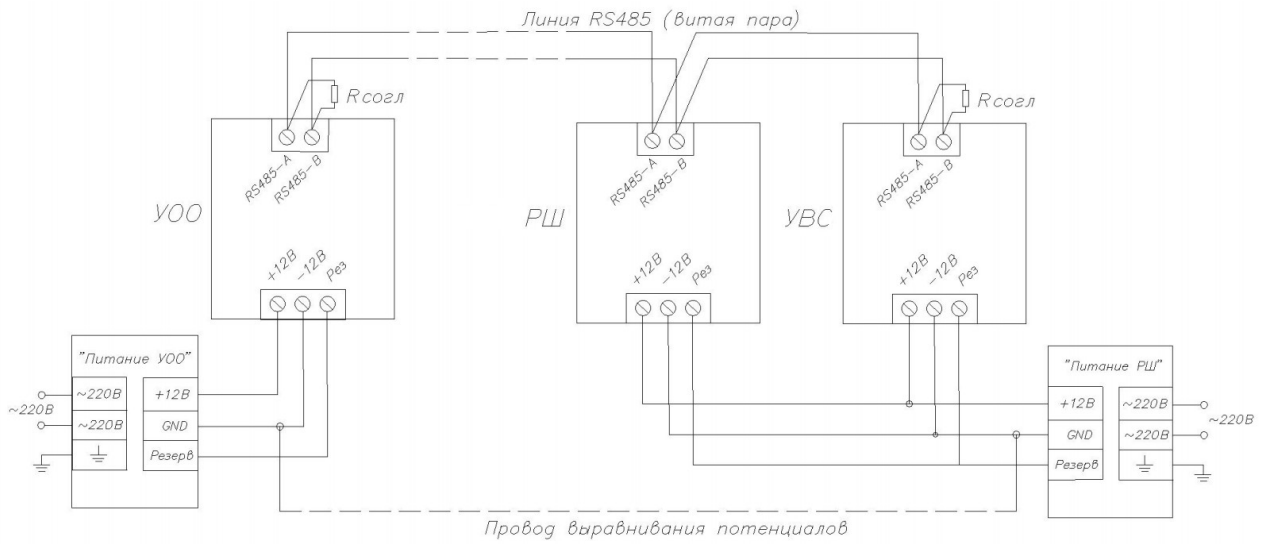 Линия RS485 (витая пара)
Rсогл
Rсогл
RS485-A
RS485-B
RS485-A
RS485-B
RS485-A
RS485-B
УОО
РШ
УВС
+12В
-12В
Рез
+12В
-12В
Рез
+12В
-12В
Рез
"Питание УОО"
~220В
+12В
~220В
~220В
GND
Резерв
"Питание РШ"
+12В
~220В
~220В
GND
~220В
Резерв
Провод выравнивания потенциалов